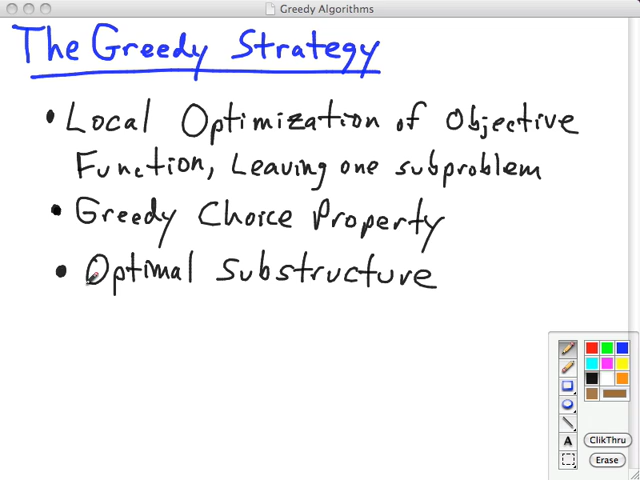 Greedy Algorithms
The Greedy Strategy
• Local Optimization of Objective
Function, Leaving one subproblem
• Greedy Choice Property
• Optimal Substructure
A
ClikThru
Erase